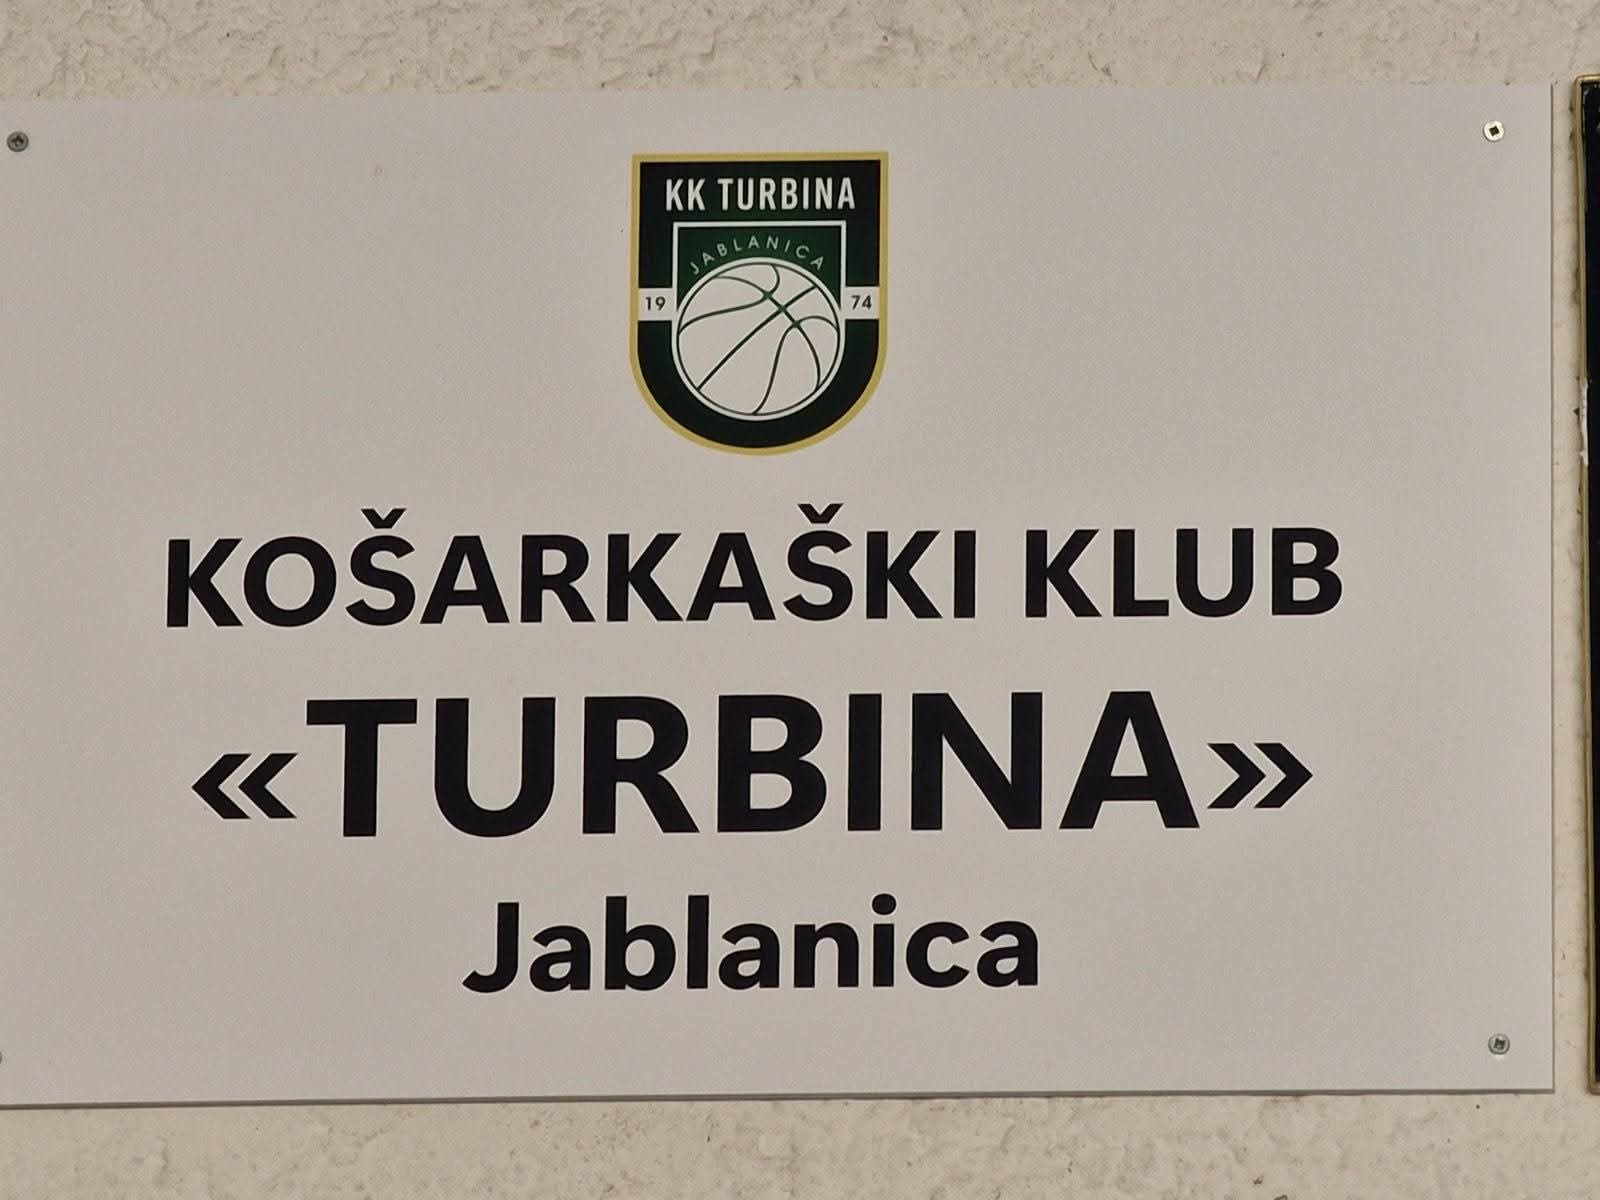 KK TURBINA
JABLANICA
19 74
KOŠARKAŠKI KLUB
«TURBINA»
Jablanica